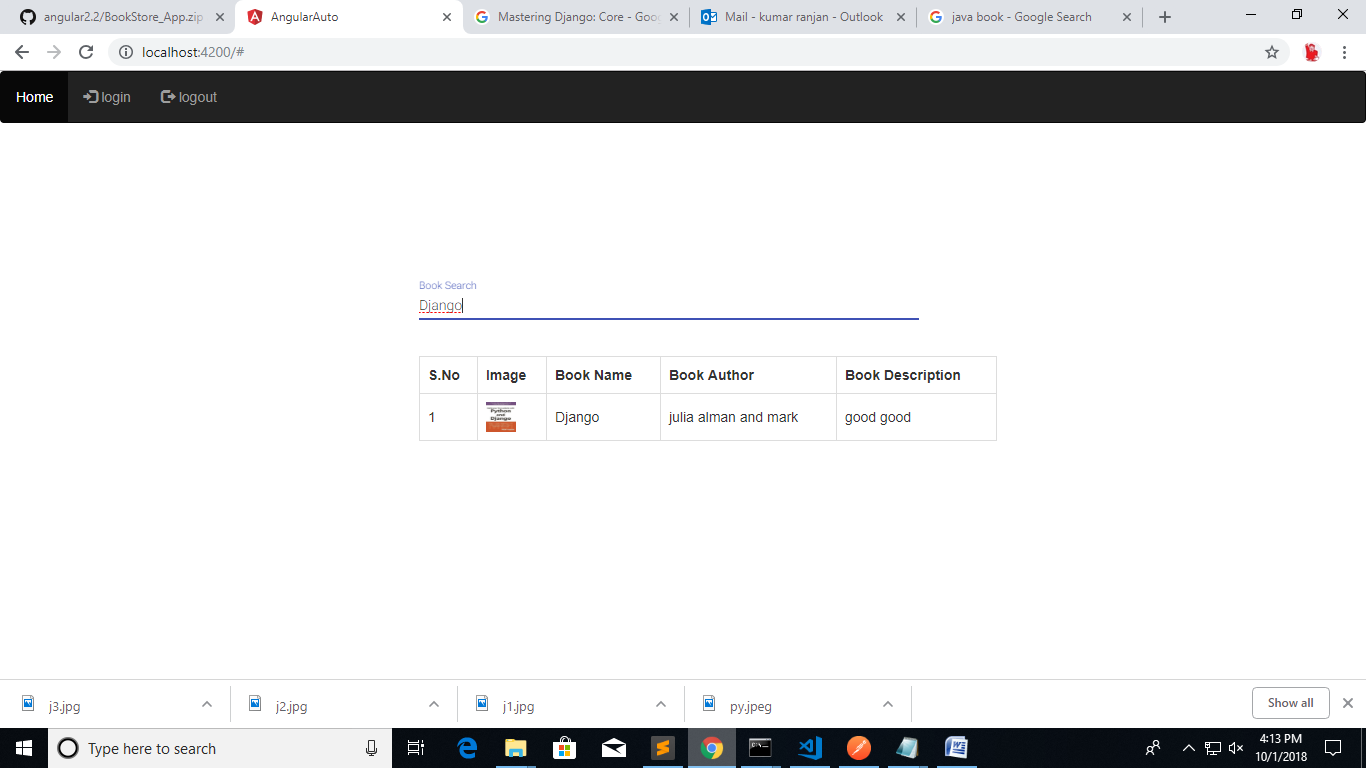 angular2.2/BookStore_App.zip
AngularAuto
Mastering Django: Core - Goo
Mail - kumar ranjan - Outlook
java book - Google Search
localhost:4200/#
Home login logout
Book Search
Django
S.No Image Book Name Book Author Book Description
1 Python and Django Django julia alman and mark good good
j3.jpg j2.jpg j1.jpg py.jpeg Show all
Type here to search
4:13 PM
10/1/2018